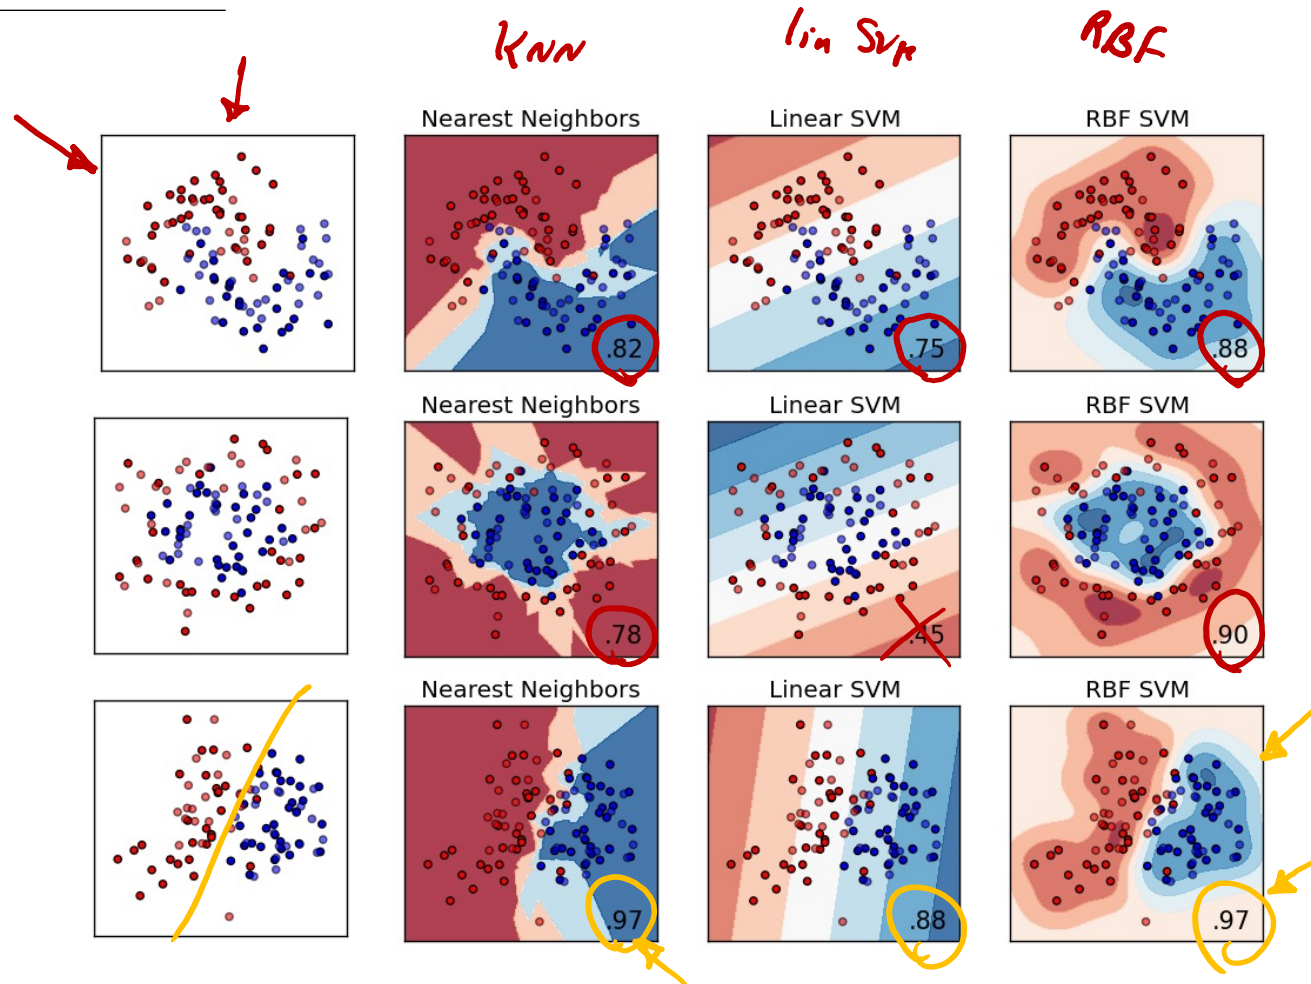 KNN lin SVM RBF
Nearest Neighbors Linear SVM RBF SVM
.82 .75 .88
Nearest Neighbors Linear SVM RBF SVM
.78 .45 .90
Nearest Neighbors Linear SVM RBF SVM
.97 .88 .97